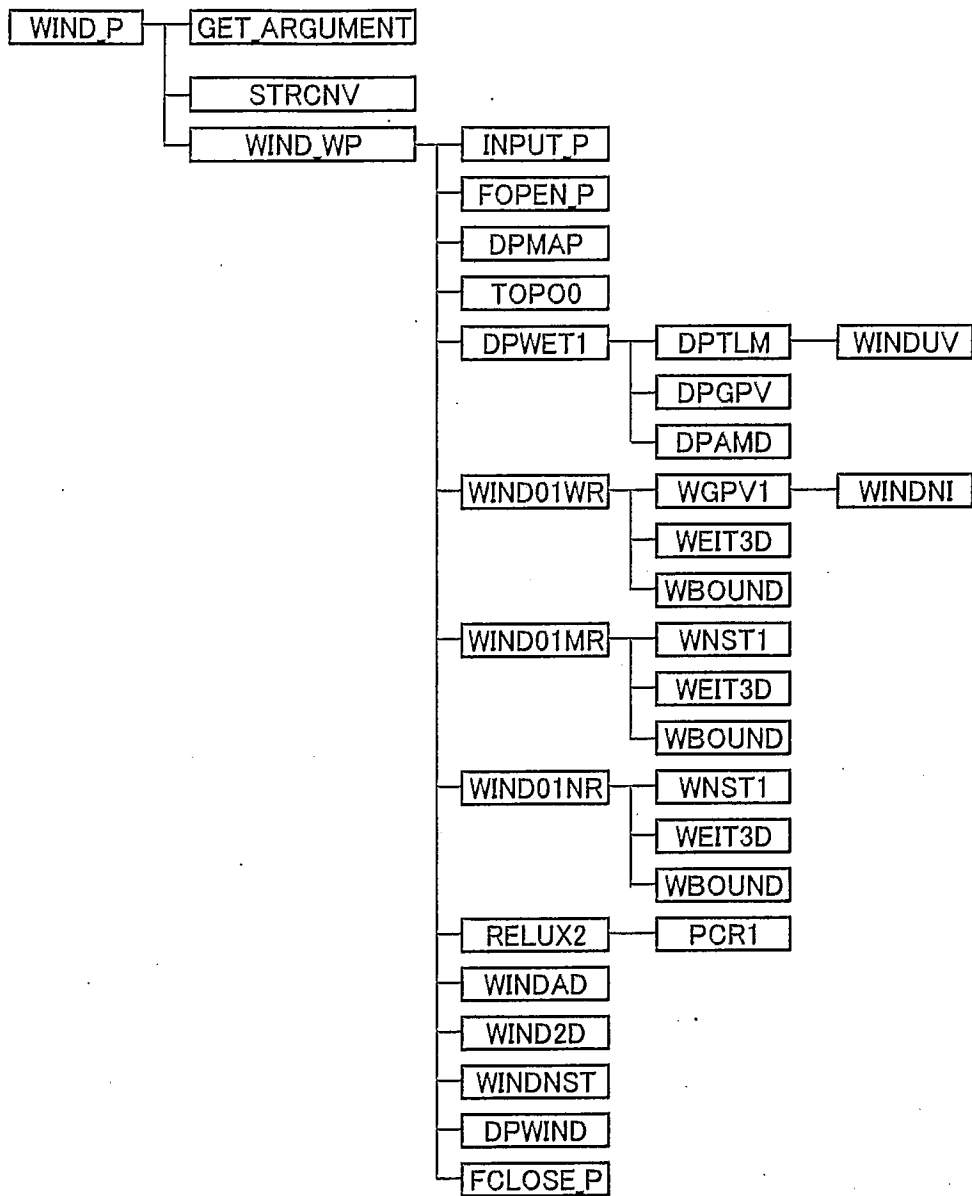 WIND_P GET_ARGUMENT
STRCNV
WIND_WP INPUT_P
FOPEN_P
DPMAP
TOPO0
DPWET1 DPTLM WINDUV
DPGPV
DPAMD
WIND01WR WGPV1 WINDNI
WEIT3D
WBOUND
WIND01MR WNST1
WEIT3D
WBOUND
WIND01NR WNST1
WEIT3D
WBOUND
RELUX2 PCR1
WINDAD
WIND2D
WINDNST
DPWIND
FCLOSE_P